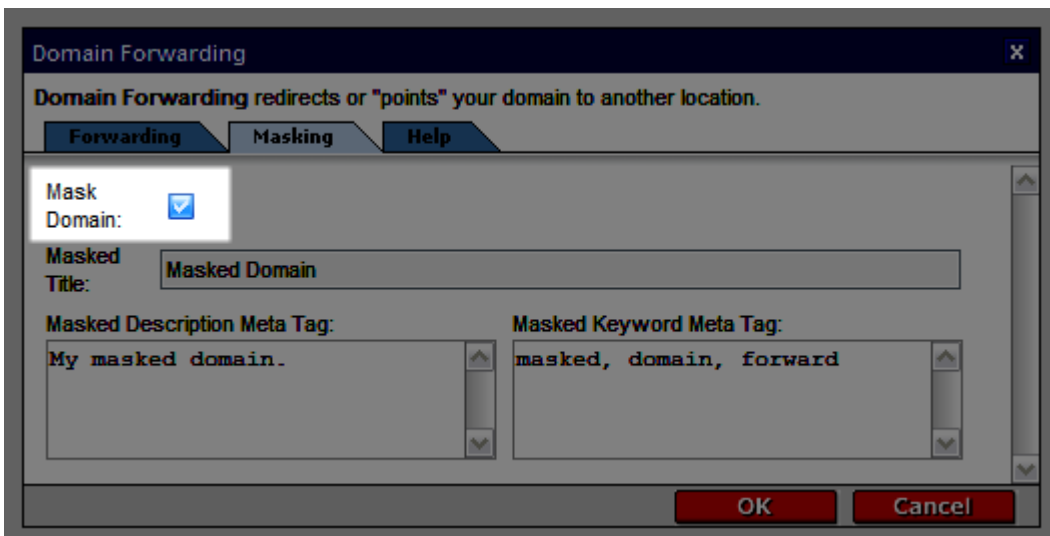 Domain Forwarding x
Domain Forwarding redirects or "points" your domain to another location.
Forwarding Masking Help
Mask
Domain:
Masked
Title:
Masked Domain
Masked Description Meta Tag: Masked Keyword Meta Tag:
My masked domain. masked, domain, forward
OK Cancel